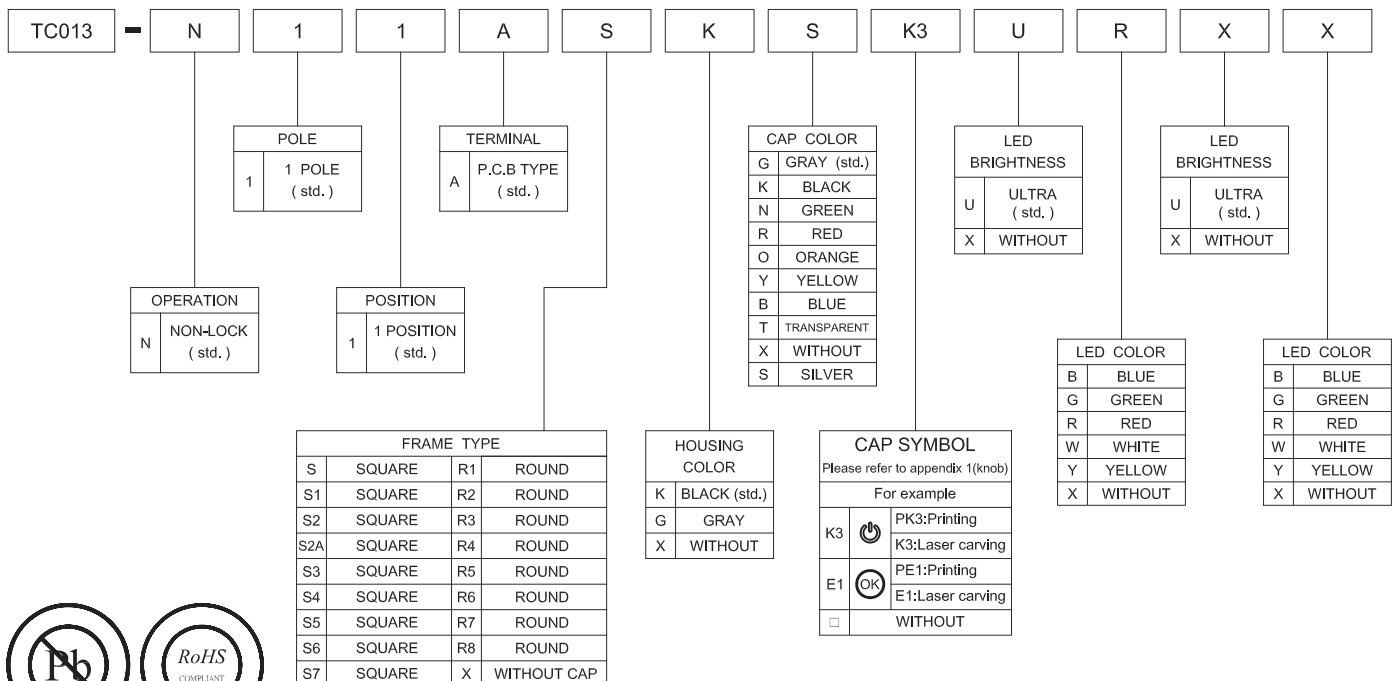 TC013 - N 1 1 A S K S K3 U R X X
POLE
1 1 POLE
( std. )
TERMINAL
A P.C.B TYPE
( std. )
CAP COLOR
G GRAY (std.)
K BLACK
N GREEN
R RED
O ORANGE
Y YELLOW
B BLUE
T TRANSPARENT
X WITHOUT
S SILVER
LED
BRIGHTNESS
U ULTRA
( std. )
X WITHOUT
LED
BRIGHTNESS
U ULTRA
( std. )
X WITHOUT
OPERATION
N NON-LOCK
( std. )
POSITION
1 1 POSITION
( std. )
LED COLOR
B BLUE
G GREEN
R RED
W WHITE
Y YELLOW
X WITHOUT
LED COLOR
B BLUE
G GREEN
R RED
W WHITE
Y YELLOW
X WITHOUT
FRAME TYPE
S SQUARE R1 ROUND
S1 SQUARE R2 ROUND
S2 SQUARE R3 ROUND
S2A SQUARE R4 ROUND
S3 SQUARE R5 ROUND
S4 SQUARE R6 ROUND
S5 SQUARE R7 ROUND
S6 SQUARE R8 ROUND
S7 SQUARE X WITHOUT CAP
HOUSING
COLOR
K BLACK (std.)
G GRAY
X WITHOUT
CAP SYMBOL
Please refer to appendix 1(knob)
For example
K3 PK3:Printing
K3:Laser carving
E1 OK PE1:Printing
E1:Laser carving
□ WITHOUT
Pb
RoHS
COMPLIANT